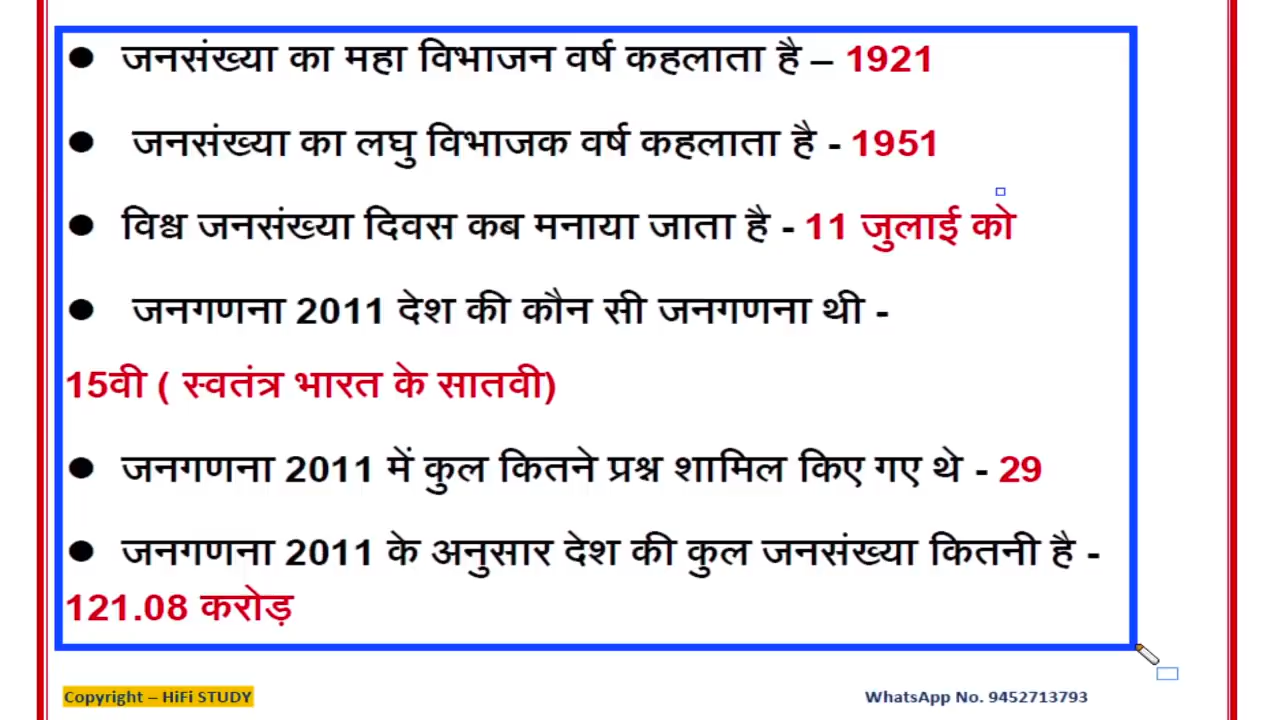 ● जनसंख्या का महा विभाजन वर्ष कहलाता है – 1921
● जनसंख्या का लघु विभाजक वर्ष कहलाता है - 1951
● विश्व जनसंख्या दिवस कब मनाया जाता है - 11 जुलाई को
● जनगणना 2011 देश की कौन सी जनगणना थी -
15वी ( स्वतंत्र भारत के सातवी)
● जनगणना 2011 में कुल कितने प्रश्न शामिल किए गए थे - 29
● जनगणना 2011 के अनुसार देश की कुल जनसंख्या कितनी है -
121.08 करोड़
Copyright – HiFi STUDY
WhatsApp No. 9452713793